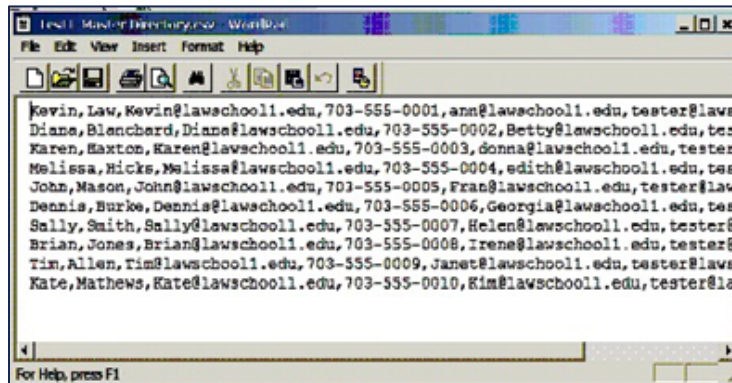 Test1 Master Directory.csv - WordPad
File Edit View Insert Format Help
Kevin,Law,Kevin@lawschool1.edu,703-555-0001,ann@lawschool1.edu,tester@laws
Diana,Blanchard,Diana@lawschool1.edu,703-555-0002,Betty@lawschool1.edu,tes
Karen,Haxton,Karen@lawschool1.edu,703-555-0003,donna@lawschool1.edu,tester
Melissa,Hicks,Melissa@lawschool1.edu,703-555-0004,edith@lawschool1.edu,tes
John,Mason,John@lawschool1.edu,703-555-0005,Fran@lawschool1.edu,tester@law
Dennis,Burke,Dennis@lawschool1.edu,703-555-0006,Georgia@lawschool1.edu,tes
Sally,Smith,Sally@lawschool1.edu,703-555-0007,Helen@lawschool1.edu,tester@
Brian,Jones,Brian@lawschool1.edu,703-555-0008,Irene@lawschool1.edu,tester@
Tim,Allen,Tim@lawschool1.edu,703-555-0009,Janet@lawschool1.edu,tester@laws
Kate,Mathews,Kate@lawschool1.edu,703-555-0010,Kim@lawschool1.edu,tester@la
For Help, press F1